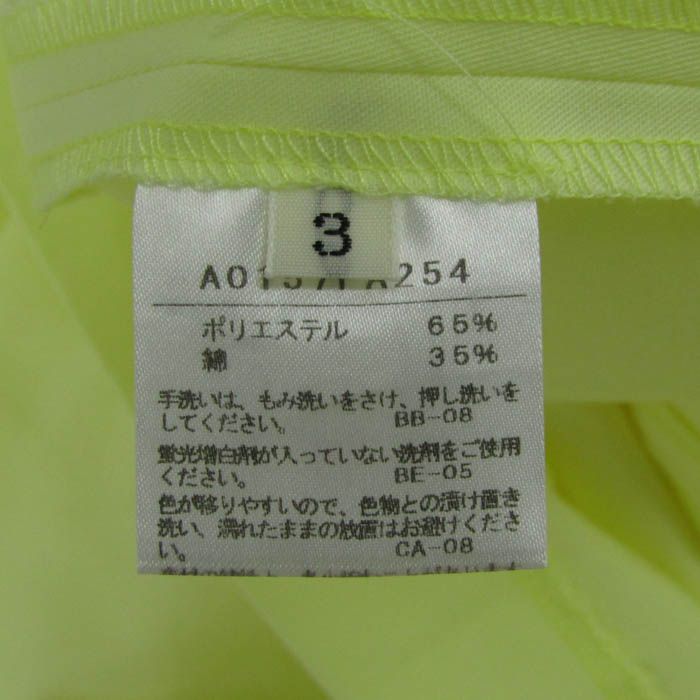 3
ポリエステル 65%
綿 35%
手洗いは、もみ洗いをさけ、押し洗いを
してください。 BB-08
蛍光増白剤が入っていない洗剤をご使用
ください。 BE-05
色が移りやすいので、色物との漬け置き
洗い、濡れたままの放置はお避けくださ
い。 CA-08